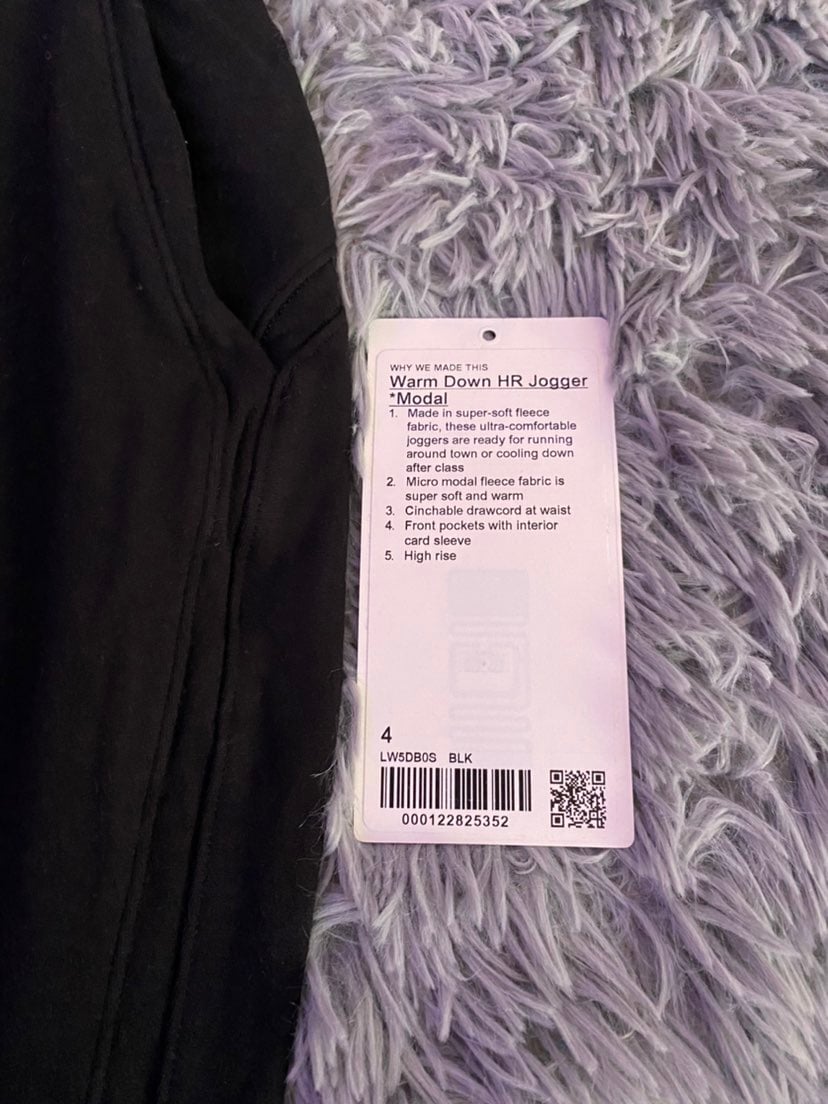 WHY WE MADE THIS
Warm Down HR Jogger
*Modal
1. Made in super-soft fleece
fabric, these ultra-comfortable
joggers are ready for running
around town or cooling down
after class
2. Micro modal fleece fabric is
super soft and warm
3. Cinchable drawcord at waist
4. Front pockets with interior
card sleeve
5. High rise
4
LW5DB0S BLK
000122825352